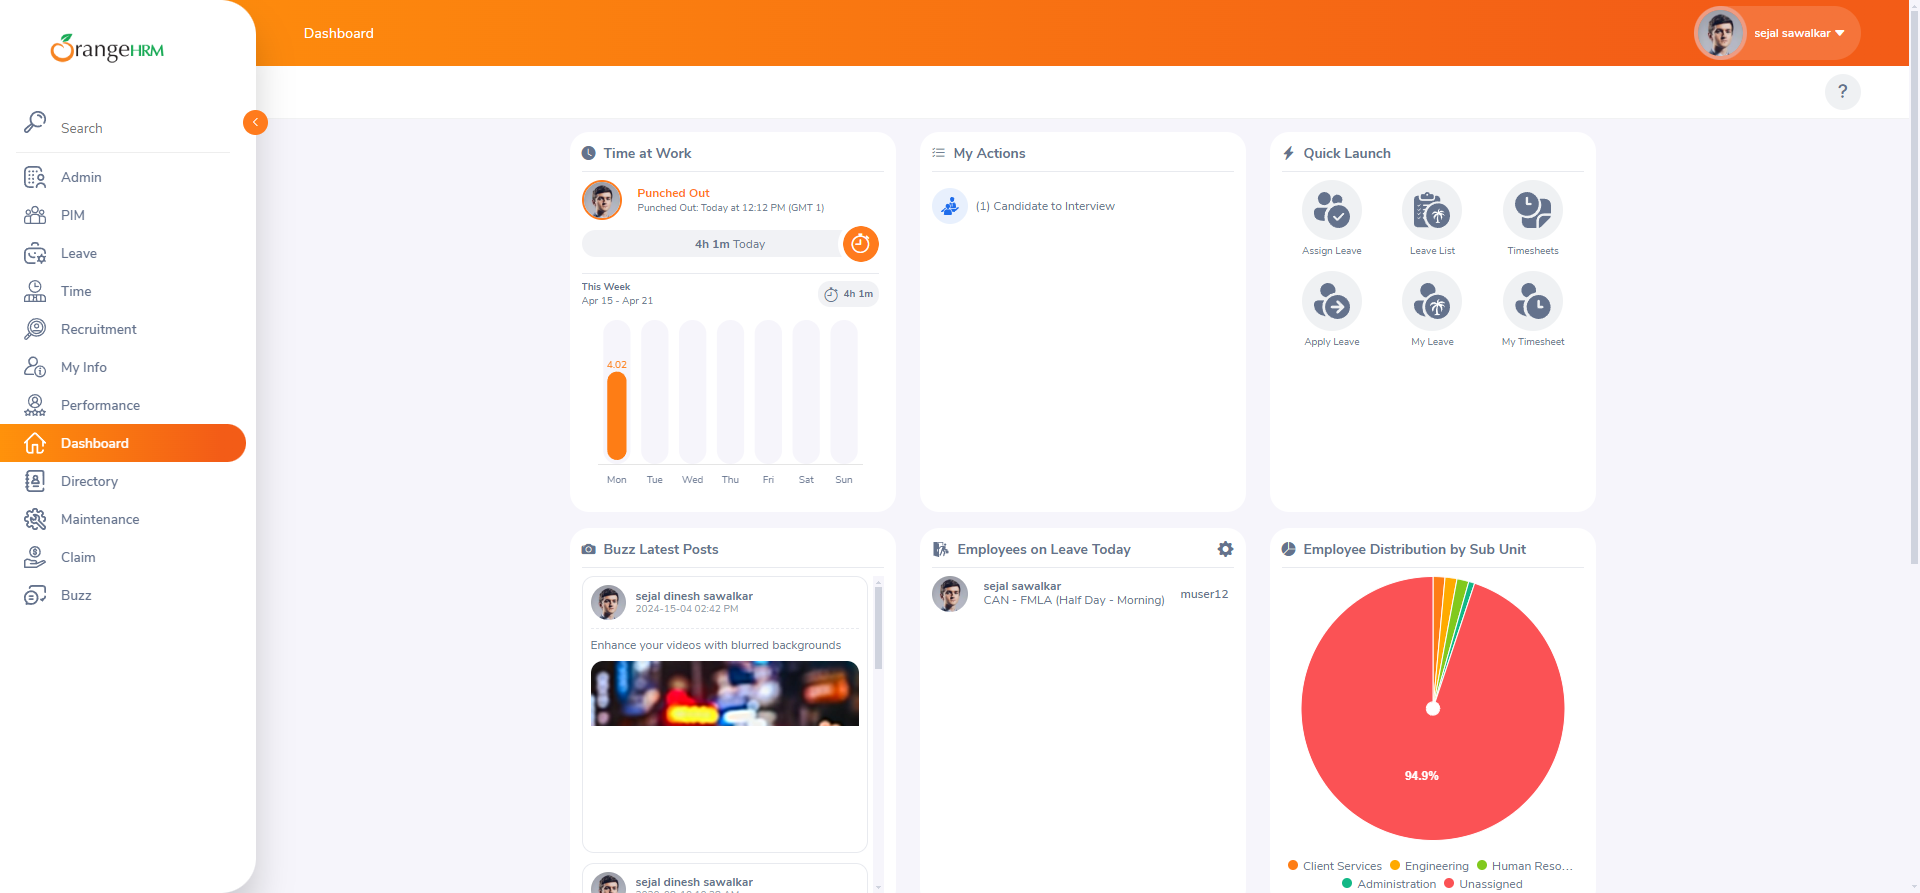 OrangeHRM
Search
Admin
PIM
Leave
Time
Recruitment
My Info
Performance
Dashboard
Directory
Maintenance
Claim
Buzz
Dashboard
sejal sawalkar
?
Time at Work
Punched Out
Punched Out: Today at 12:12 PM (GMT 1)
4h 1m Today
This Week
Apr 15 - Apr 21
4h 1m
4.02
Mon Tue Wed Thu Fri Sat Sun
My Actions
(1) Candidate to Interview
Quick Launch
Assign Leave Leave List Timesheets
Apply Leave My Leave My Timesheet
Buzz Latest Posts
sejal dinesh sawalkar
2024-15-04 02:42 PM
Enhance your videos with blurred backgrounds
sejal dinesh sawalkar
Employees on Leave Today
sejal sawalkar
CAN - FMLA (Half Day - Morning) muser12
Employee Distribution by Sub Unit
94.9%
Client Services Engineering Human Reso...
Administration Unassigned